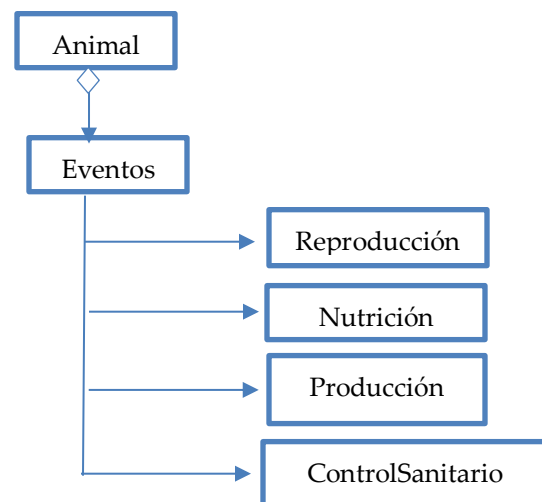 Animal
Eventos
Reproducción
Nutrición
Producción
ControlSanitario